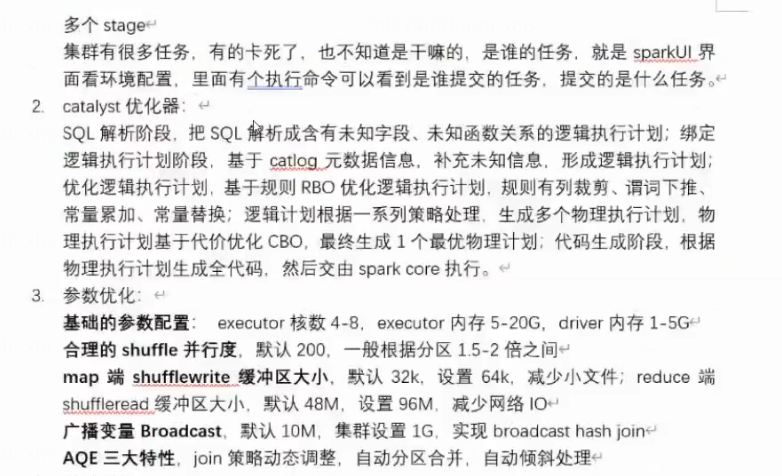 多个 stage
集群有很多任务，有的卡死了，也不知道是干嘛的，是谁的任务，就是 sparkUI 界
面看环境配置，里面有个执行命令可以看到是谁提交的任务，提交的是什么任务。
2. catalyst 优化器：
SQL 解析阶段，把 SQL 解析成含有未知字段、未知函数关系的逻辑执行计划；绑定
逻辑执行计划阶段，基于 catlog 元数据信息，补充未知信息，形成逻辑执行计划；
优化逻辑执行计划，基于规则 RBO 优化逻辑执行计划，规则有列裁剪、谓词下推、
常量累加、常量替换；逻辑计划根据一系列策略处理，生成多个物理执行计划，物
理执行计划基于代价优化 CBO，最终生成 1 个最优物理计划；代码生成阶段，根据
物理执行计划生成全代码，然后交由 spark core 执行。
3. 参数优化：
基础的参数配置： executor 核数 4-8，executor 内存 5-20G，driver 内存 1-5G
合理的 shuffle 并行度，默认 200，一般根据分区 1.5-2 倍之间
map 端 shufflewrite 缓冲区大小，默认 32k，设置 64k，减少小文件；reduce 端
shuffleread 缓冲区大小，默认 48M，设置 96M，减少网络 IO
广播变量 Broadcast，默认 10M，集群设置 1G，实现 broadcast hash join
AQE 三大特性，join 策略动态调整，自动分区合并，自动倾斜处理